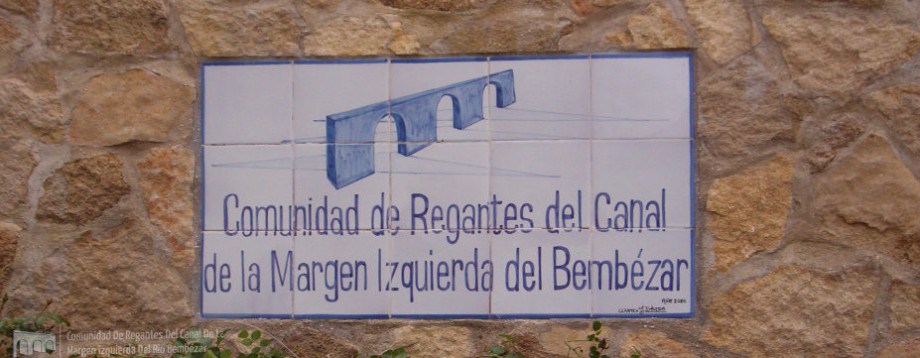 Comunidad de Regantes del Canal
de la Margen Izquierda del Bembézar
Comunidad De Regantes Del Canal De La
Margen Izquierda Del Río Bembézar